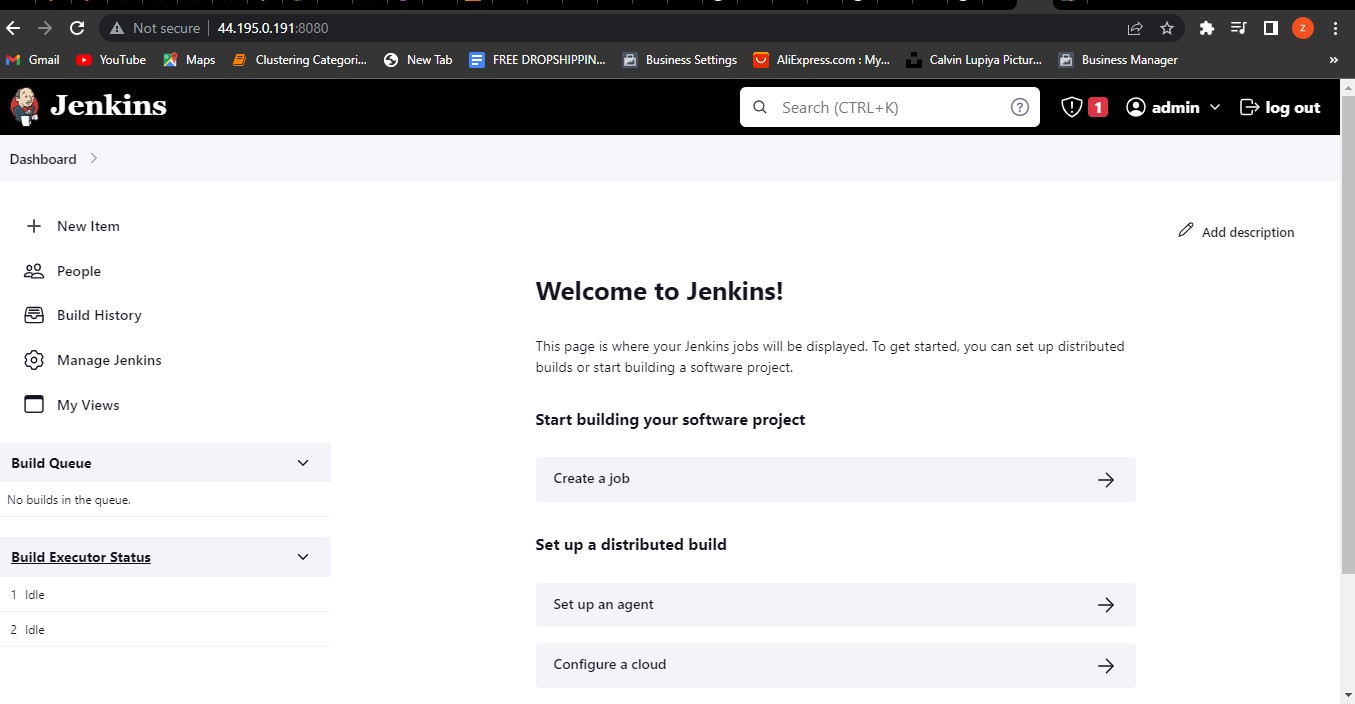 Not secure 44.195.0.191:8080 z
Gmail YouTube Maps Clustering Categori... New Tab FREE DROPSHIPPIN... Business Settings AliExpress.com : My... Calvin Lupiya Pictur... Business Manager »
Jenkins Search (CTRL+K) ? 1 admin log out
Dashboard
New Item
Add description
People
Build History
Manage Jenkins
My Views
Build Queue
No builds in the queue.
Build Executor Status
1 Idle
2 Idle
Welcome to Jenkins!
This page is where your Jenkins jobs will be displayed. To get started, you can set up distributed
builds or start building a software project.
Start building your software project
Create a job
Set up a distributed build
Set up an agent
Configure a cloud